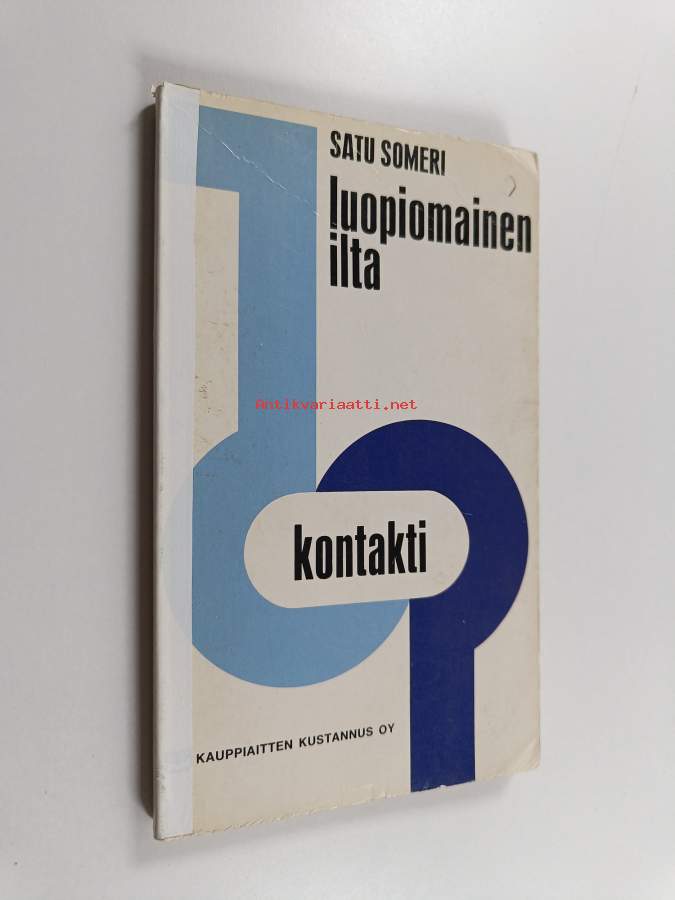 SATU SOMERI
luopiomainen
ilta
Antikvariaatti.net
kontakti
KAUPPIAITTEN KUSTANNUS OY